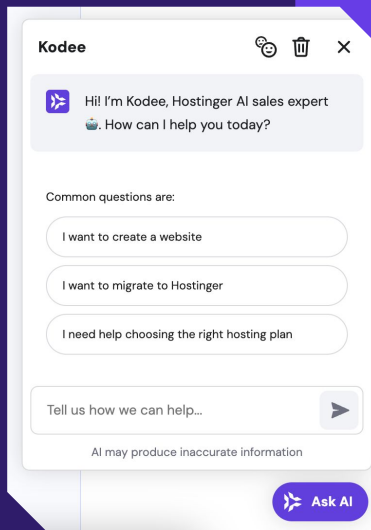 Kodee
Hi! I'm Kodee, Hostinger AI sales expert
🤖. How can I help you today?
Common questions are:
I want to create a website
I want to migrate to Hostinger
I need help choosing the right hosting plan
Tell us how we can help...
AI may produce inaccurate information
Ask AI